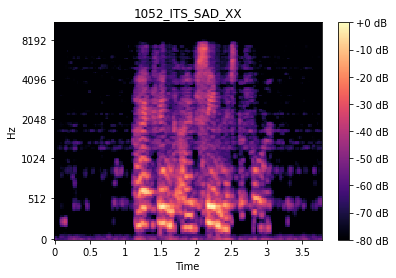 1052_ITS_SAD_XX
Hz
8192
4096
2048
1024
512
0
0 0.5 1 1.5 2 2.5 3 3.5
Time
+0 dB
-10 dB
-20 dB
-30 dB
-40 dB
-50 dB
-60 dB
-70 dB
-80 dB